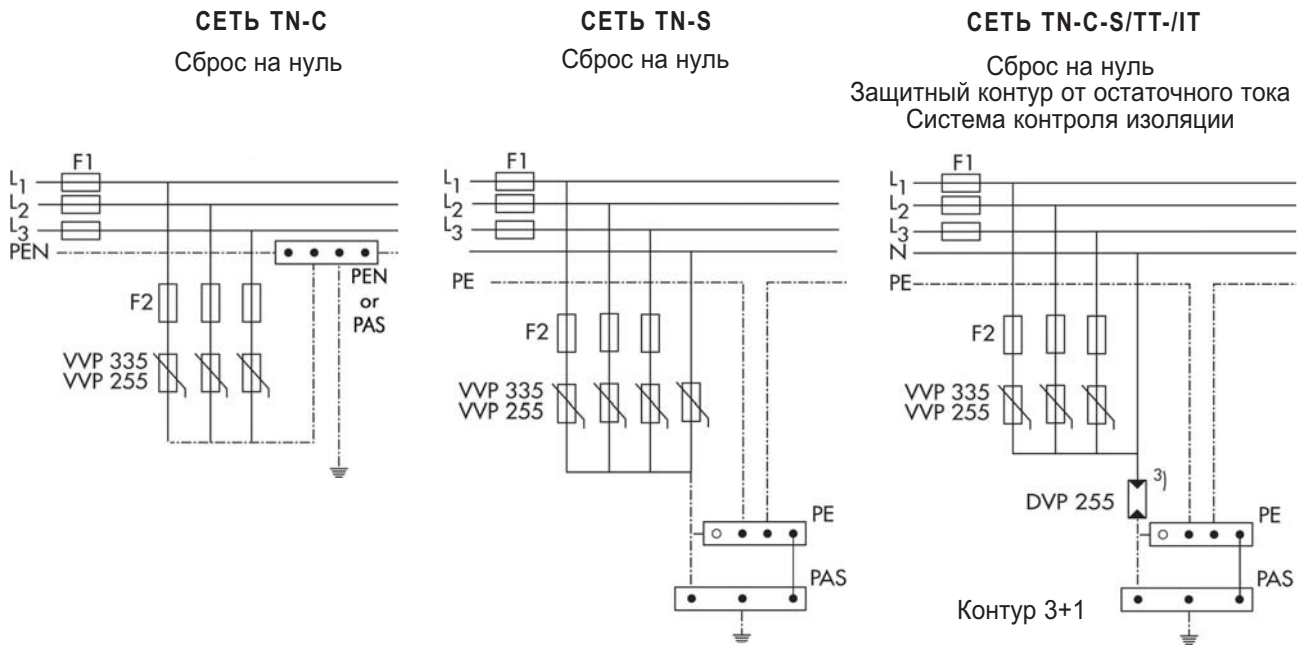 СЕТЬ TN-C
Сброс на нуль
F1
L1
L2
L3
PEN
PEN
or
PAS
F2
VVP 335
VVP 255
СЕТЬ TN-S
Сброс на нуль
F1
L1
L2
L3
PE
F2
VVP 335
VVP 255
PE
PAS
СЕТЬ TN-C-S/TT-/IT
Сброс на нуль
Защитный контур от остаточного тока
Система контроля изоляции
F1
L1
L2
L3
N
PE
F2
VVP 335
VVP 255
DVP 255
3)
PE
PAS
Контур 3+1